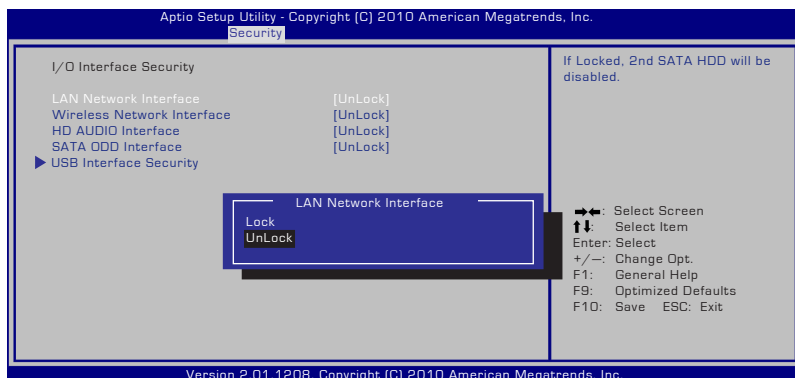 Aptio Setup Utility - Copyright (C) 2010 American Megatrends, Inc.
Security
I/O Interface Security
LAN Network Interface [UnLock]
Wireless Network Interface [UnLock]
HD AUDIO Interface [UnLock]
SATA ODD Interface [UnLock]
USB Interface Security
If Locked, 2nd SATA HDD will be
disabled.
LAN Network Interface
Lock
UnLock
→←: Select Screen
↑↓: Select Item
Enter: Select
+/—: Change Opt.
F1: General Help
F9: Optimized Defaults
F10: Save ESC: Exit
Version 2.01.1208. Copyright (C) 2010 American Megatrends, Inc.